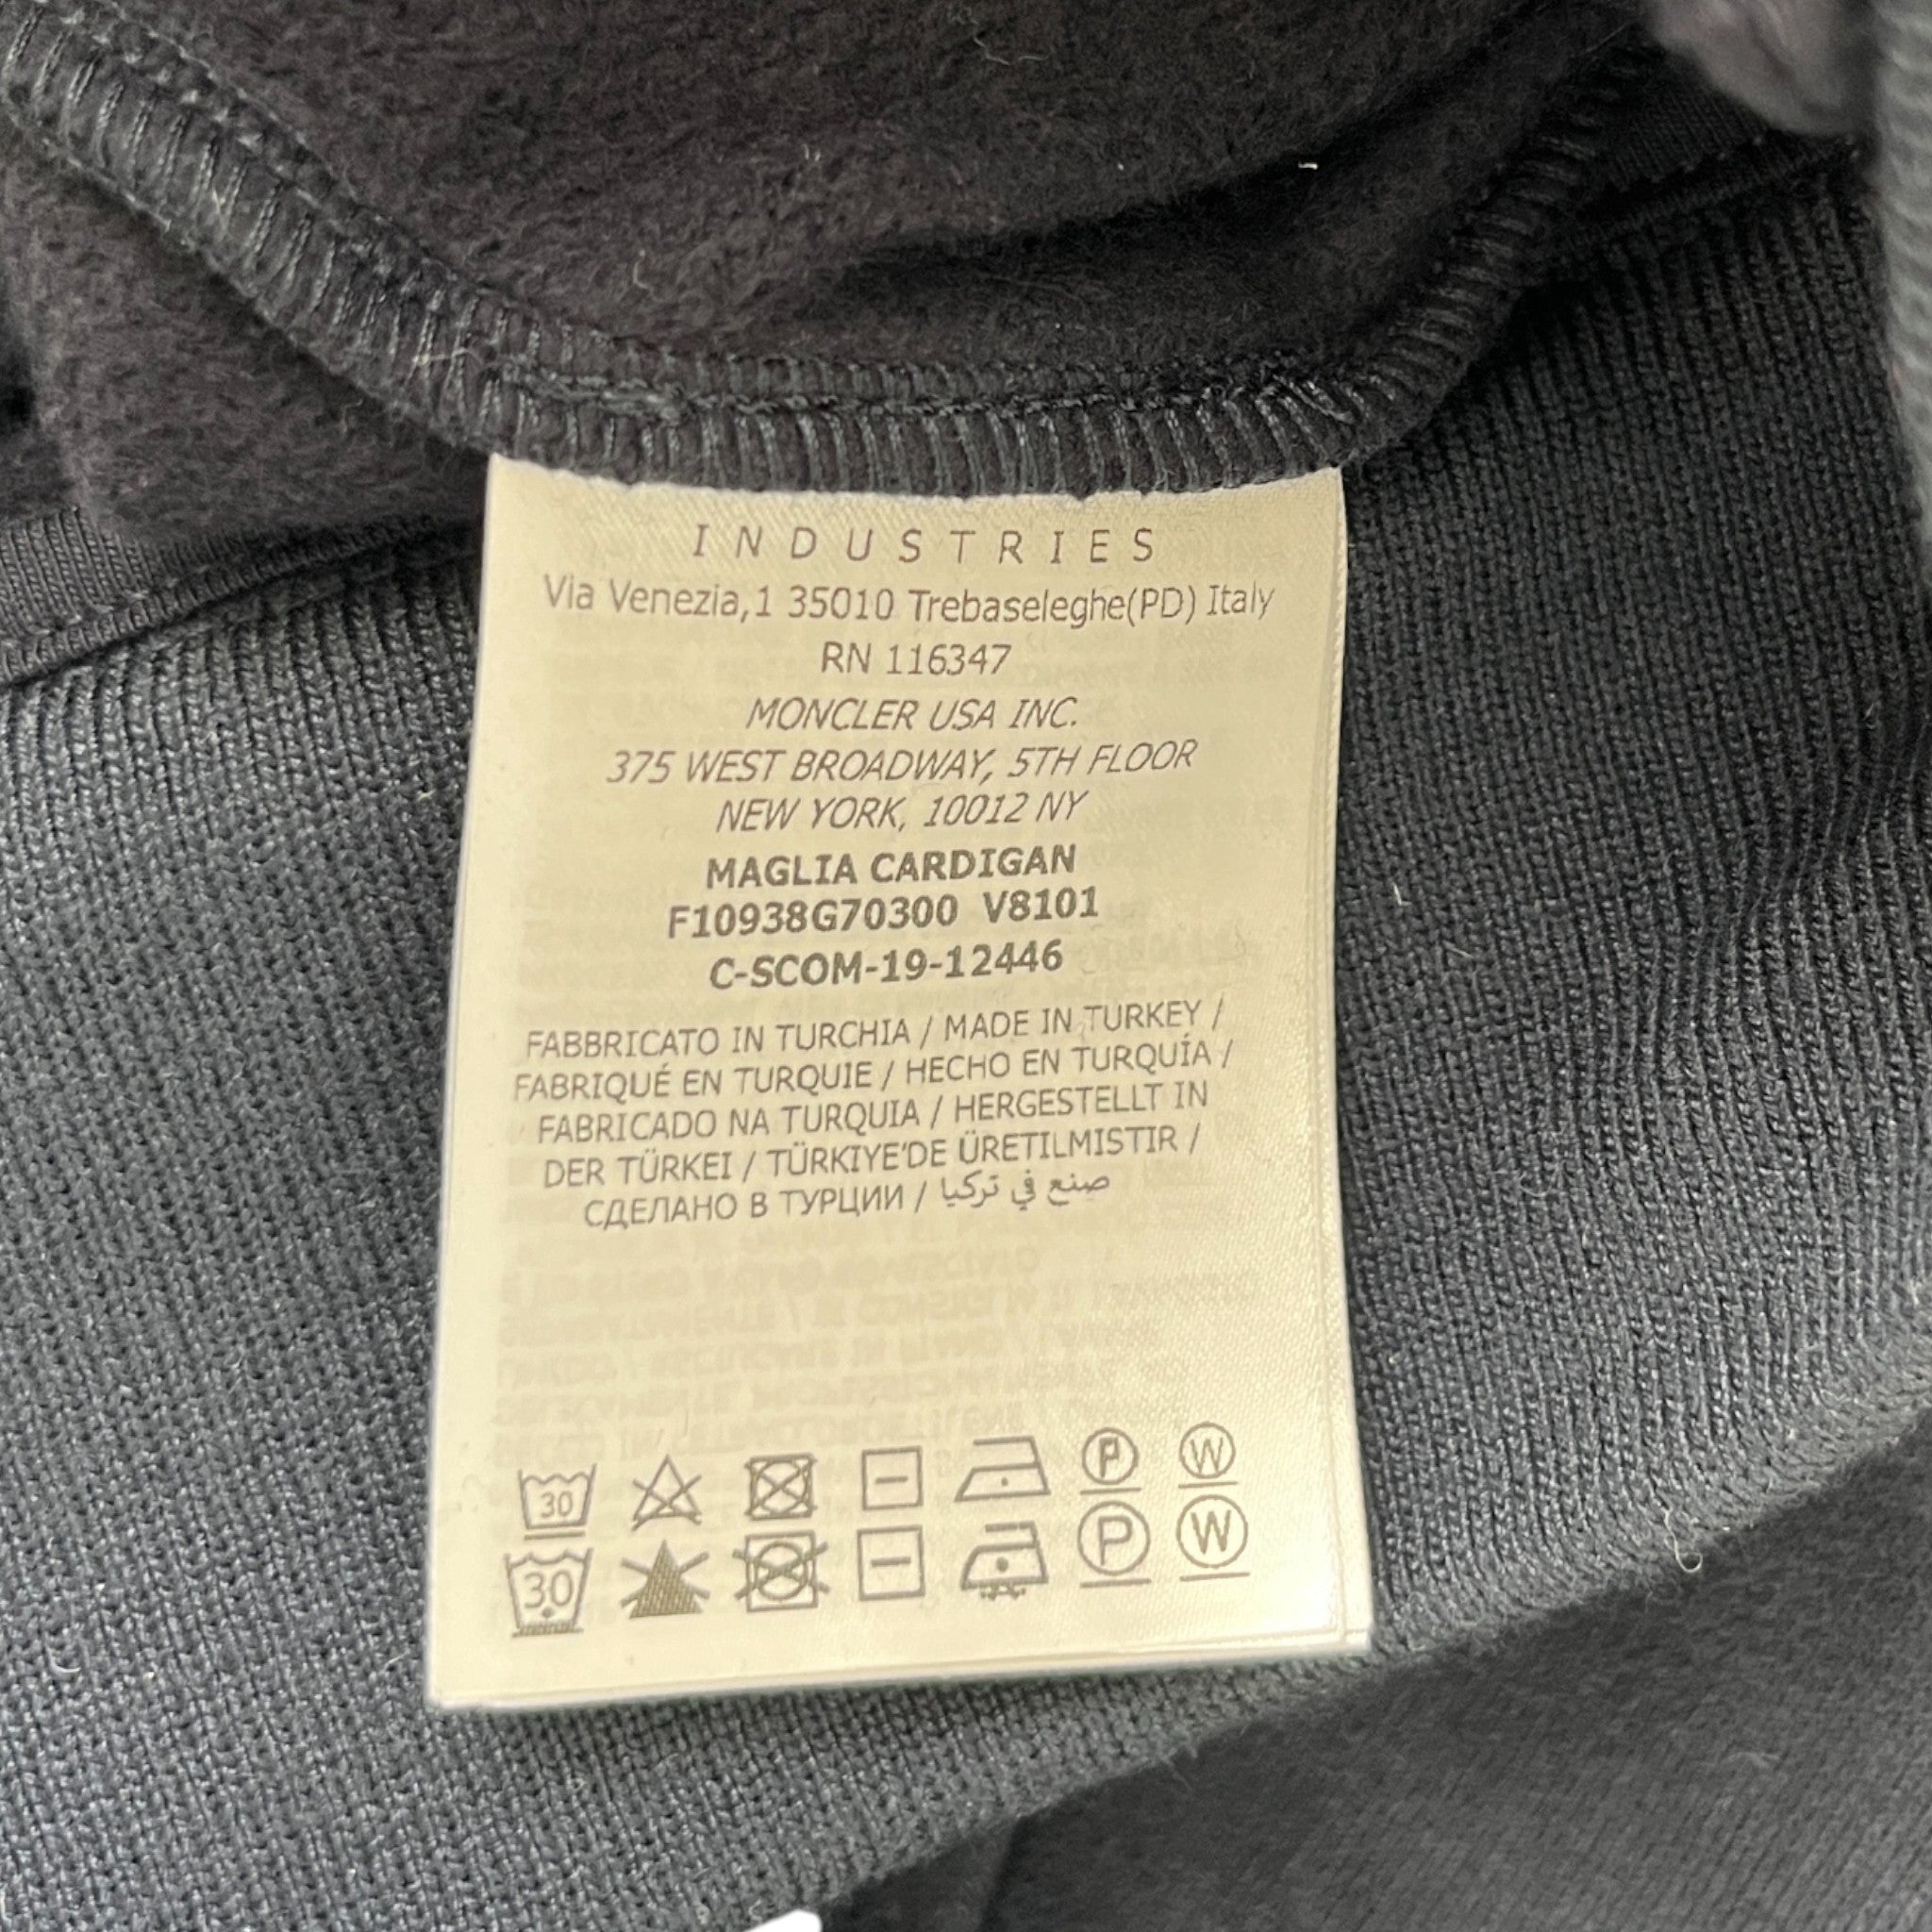 INDUSTRIES
Via Venezia,1 35010 Trebaseleghe(PD) Italy
RN 116347
MONCLER USA INC.
375 WEST BROADWAY, 5TH FLOOR
NEW YORK, 10012 NY
MAGLIA CARDIGAN
F10938G70300 V8101
C-SCOM-19-12446
FABBRICATO IN TURCHIA / MADE IN TURKEY /
FABRIQUÉ EN TURQUIE / HECHO EN TURQUÍA /
FABRICADO NA TURQUIA / HERGESTELLT IN
DER TÜRKEI / TÜRKIYE'DE ÜRETILMISTIR /
СДЕЛАНО В ТУРЦИИ / صنع في تركيا
30 P W
30 P W